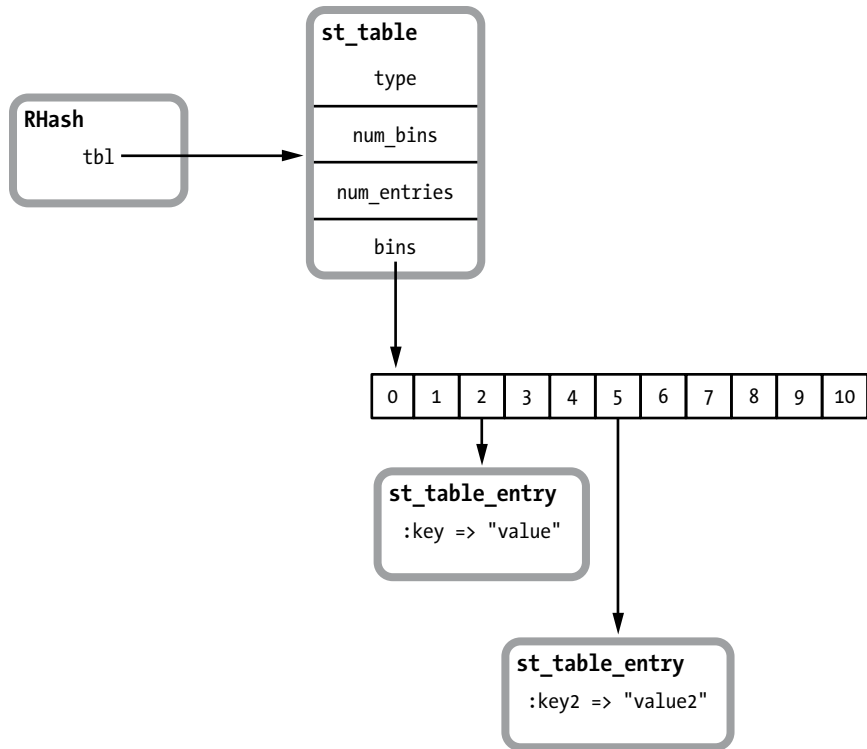 st_table
type
num_bins
num_entries
bins
RHash
tbl
0 1 2 3 4 5 6 7 8 9 10
st_table_entry
:key => "value"
st_table_entry
:key2 => "value2"